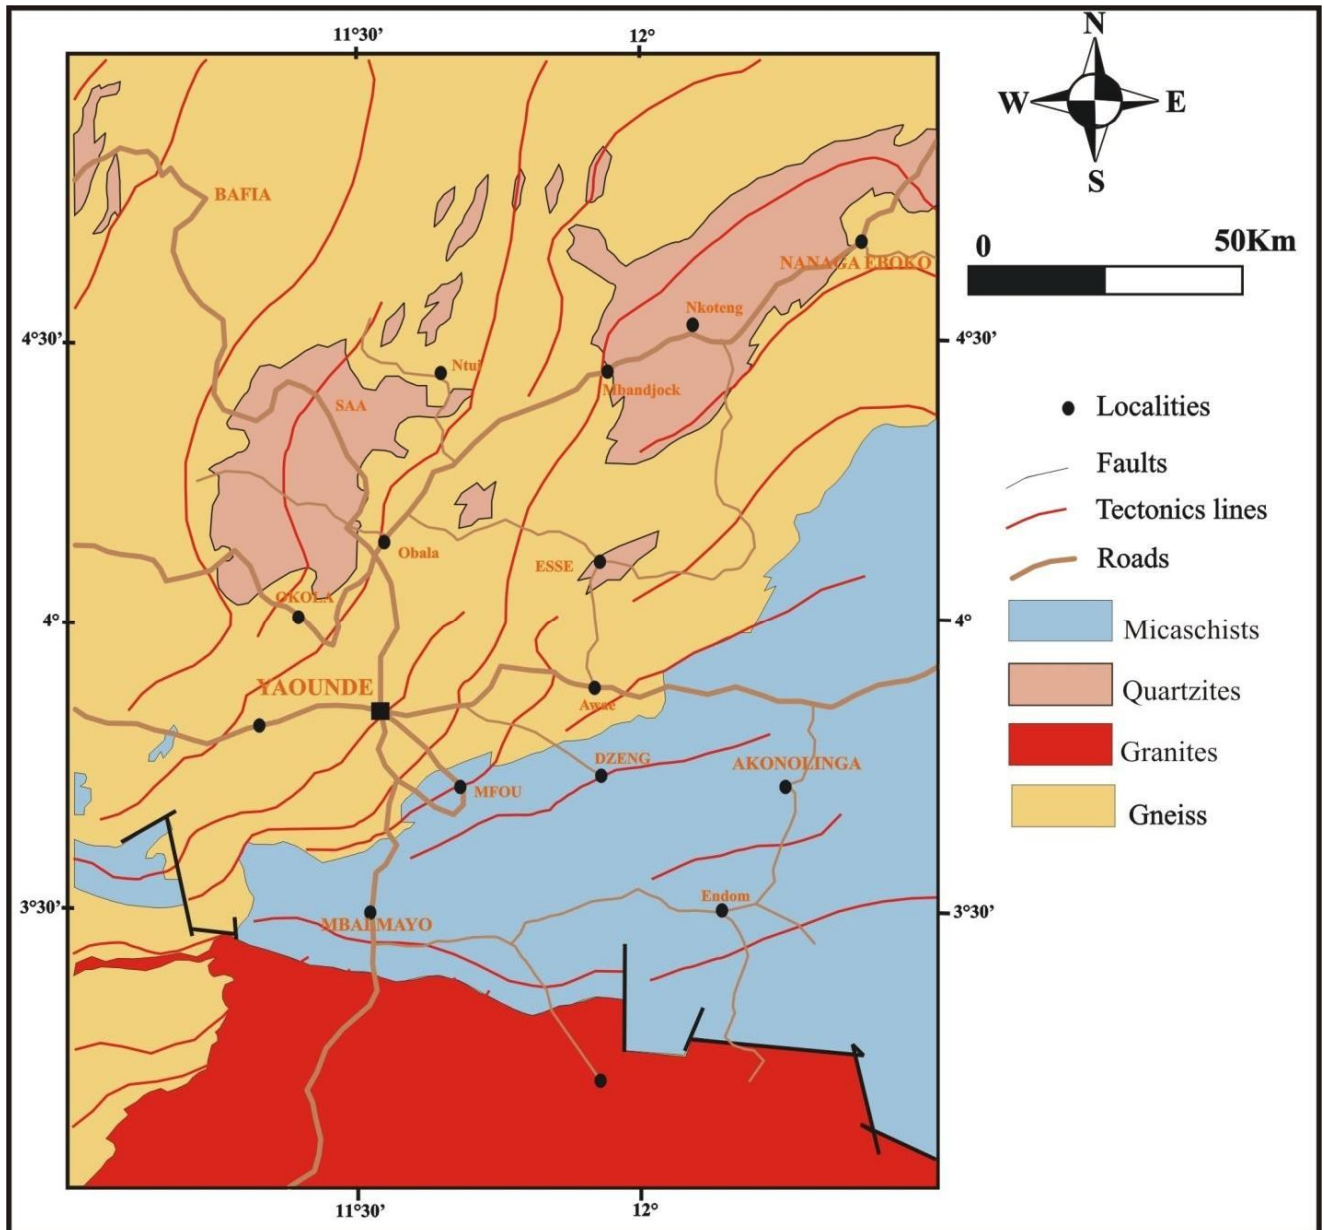 N
W E
S
0 50Km
11°30' 12°
BAFIA
NANAGA EBOKO
Nkoteng
4°30' 4°30'
Ntui
Mbandjock
SAA
Obala
ESSE
OKOLA
4° 4°
YAOUNDE
Awae
DZENG
AKONOLINGA
MFOU
Endom
3°30' 3°30'
MBALMAYO
11°30' 12°
Localities
Faults
Tectonics lines
Roads
Micaschists
Quartzites
Granites
Gneiss